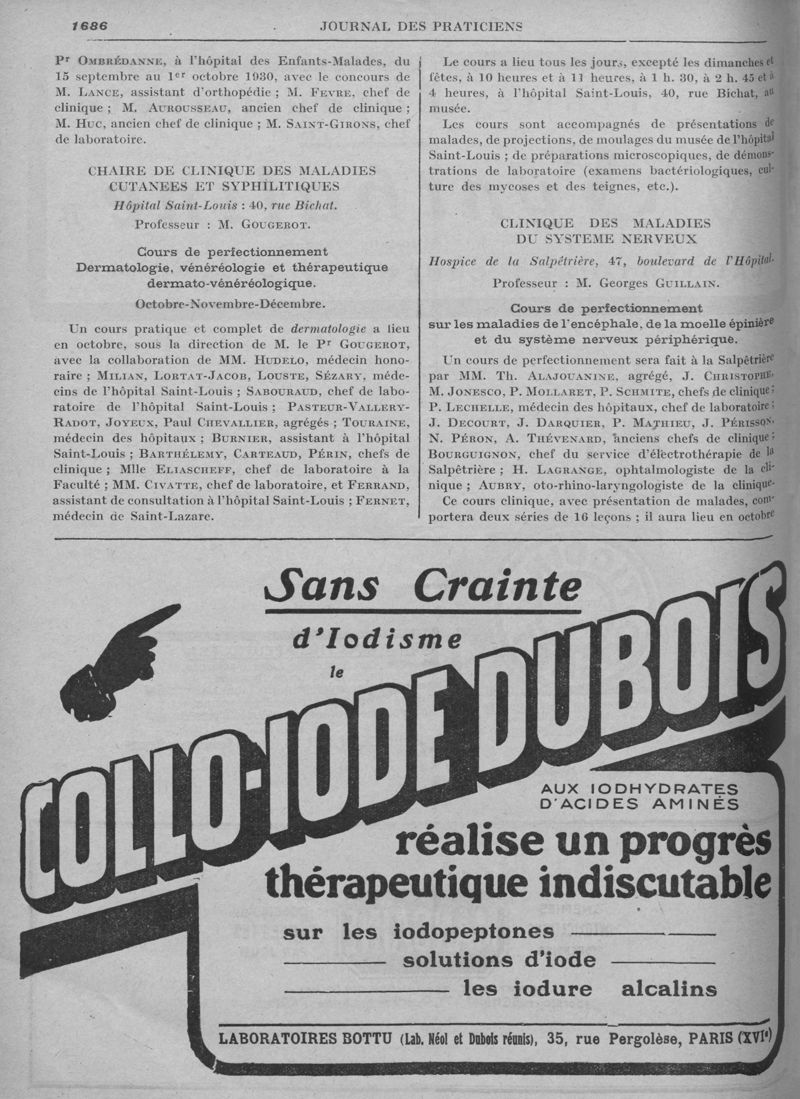 1686
JOURNAL DES PRATICIENS
Pr OMBRÉDANNE, à l'hôpital des Enfants-Malades, du
15 septembre au 1er octobre 1930, avec le concours de
M. LANCE, assistant d'orthopédie ; M. FEVRE, chef de
clinique ; M. AUROUSSEAU, ancien chef de clinique ;
M. HUC, ancien chef de clinique ; M. SAINT-GIRONS, chef
de laboratoire.
CHAIRE DE CLINIQUE DES MALADIES
CUTANEES ET SYPHILITIQUES
Hôpital Saint-Louis : 40, rue Bichat.
Professeur : M. GOUGEROT.
Cours de perfectionnement
Dermatologie, vénéréologie et thérapeutique
dermato-vénéréologique.
Octobre-Novembre-Décembre.
Un cours pratique et complet de dermatologie a lieu
en octobre, sous la direction de M. le Pr GOUGEROT,
avec la collaboration de MM. HUDELO, médecin hono-
raire ; MILIAN, LORTAT-JACOB, LOUSTE, SÉZARY, méde-
cins de l'hôpital Saint-Louis ; SABOURAUD, chef de labo-
ratoire de l'hôpital Saint-Louis ; PASTEUR-VALLERY-
RADOT, JOYEUX, Paul CHEVALLIER, agrégés ; TOURAINE,
médecin des hôpitaux ; BURNIER, assistant à l'hôpital
Saint-Louis ; BARTHÉLEMY, CARTEAUD, PÉRIN, chefs de
clinique ; Mlle ELIASCHEFF, chef de laboratoire à la
Faculté ; MM. CIVATTE, chef de laboratoire, et FERRAND,
assistant de consultation à l'hôpital Saint-Louis ; FERNET,
médecin de Saint-Lazare.
Le cours a lieu tous les jours, excepté les dimanches et
fêtes, à 10 heures et à 11 heures, à 1 h. 30, à 2 h. 45 et à
4 heures, à l'hôpital Saint-Louis, 40, rue Bichat, au
musée.
Les cours sont accompagnés de présentations de
malades, de projections, de moulages du musée de l'hôpital
Saint-Louis ; de préparations microscopiques, de démons-
trations de laboratoire (examens bactériologiques, cul-
ture des mycoses et des teignes, etc.).
CLINIQUE DES MALADIES
DU SYSTEME NERVEUX
Hospice de la Salpêtrière, 47, boulevard de l'Hôpital.
Professeur : M. Georges GUILLAIN.
Cours de perfectionnement
sur les maladies de l'encéphale, de la moelle épinière
et du système nerveux périphérique.
Un cours de perfectionnement sera fait à la Salpêtrière
par MM. Th. ALAJOUANINE, agrégé, J. CHRISTOPHE,
M. JONESCO, P. MOLLARET, P. SCHMITE, chefs de clinique ;
P. LECHELLE, médecin des hôpitaux, chef de laboratoire ;
J. DECOURT, J. DARQUIER, P. MATHIEU, J. PÉRISSON,
N. PÉRON, A. THÉVENARD, anciens chefs de clinique ;
BOURGUIGNON, chef du service d'électrothérapie de la
Salpêtrière ; H. LAGRANGE, ophtalmologiste de la cli-
nique ; AUBRY, oto-rhino-laryngologiste de la clinique.
Ce cours clinique, avec présentation de malades, com-
portera deux séries de 16 leçons ; il aura lieu en octobre
Sans Crainte
d'Iodisme
le
COLLO-IODE DUBOIS
AUX IODHYDRATES
D'ACIDES AMINÉS
réalise un progrès
thérapeutique indiscutable
sur les iodopeptones
solutions d'iode
les iodure alcalins
LABORATOIRES BOTTU (Lab. Néol et Dubois réunis), 35, rue Pergolèse, PARIS (XVIe)